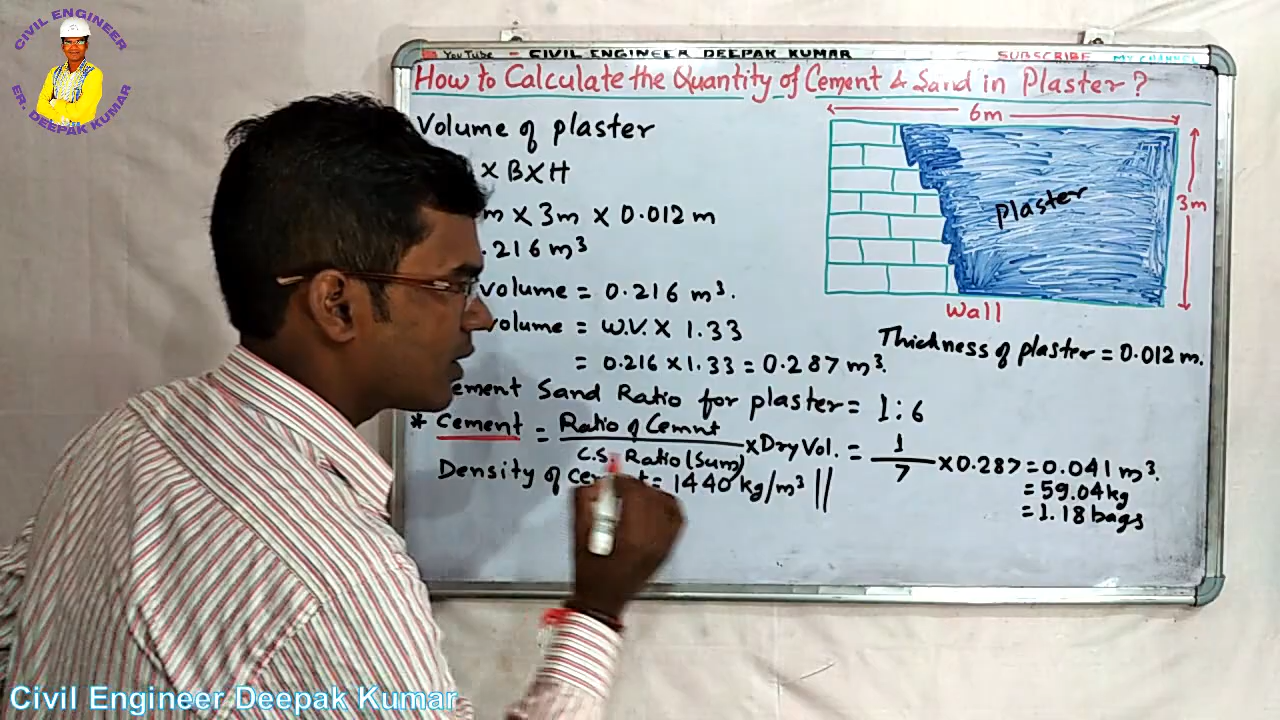 CIVIL ENGINEER
ER. DEEPAK KUMAR
YouTube - CIVIL ENGINEER DEEPAK KUMAR SUBSCRIBE MY CHANNEL
How to Calculate the Quantity of Cement & Sand in Plaster?
Volume of plaster
X B X H
m X 3m X 0.012 m
.216 m³
volume = 0.216 m³.
volume = W.V. X 1.33
= 0.216 X 1.33 = 0.287 m³.
Cement Sand Ratio for plaster = 1:6
* Cement = Ratio of Cemnt / C.S. Ratio (Sum) X Dry Vol. = 1/7 X 0.287 = 0.041 m³.
= 59.04 kg
= 1.18 bags
Density of cement = 1440 kg/m³ ||
6m
3m
plaster
Wall
Thickness of plaster = 0.012 m.
Civil Engineer Deepak Kumar